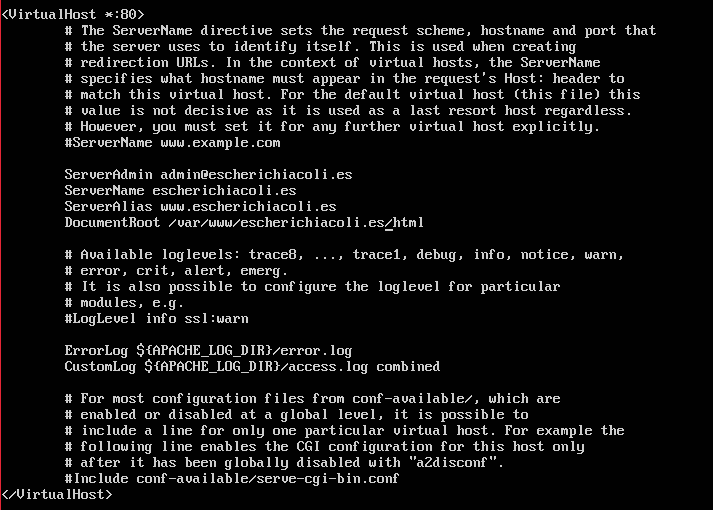 <VirtualHost *:80>
# The ServerName directive sets the request scheme, hostname and port that
# the server uses to identify itself. This is used when creating
# redirection URLs. In the context of virtual hosts, the ServerName
# specifies what hostname must appear in the request's Host: header to
# match this virtual host. For the default virtual host (this file) this
# value is not decisive as it is used as a last resort host regardless.
# However, you must set it for any further virtual host explicitly.
#ServerName www.example.com
ServerAdmin admin@escherichiacoli.es
ServerName escherichiacoli.es
ServerAlias www.escherichiacoli.es
DocumentRoot /var/www/escherichiacoli.es/html
# Available loglevels: trace8, ..., trace1, debug, info, notice, warn,
# error, crit, alert, emerg.
# It is also possible to configure the loglevel for particular
# modules, e.g.
#LogLevel info ssl:warn
ErrorLog ${APACHE_LOG_DIR}/error.log
CustomLog ${APACHE_LOG_DIR}/access.log combined
# For most configuration files from conf-available/, which are
# enabled or disabled at a global level, it is possible to
# include a line for only one particular virtual host. For example the
# following line enables the CGI configuration for this host only
# after it has been globally disabled with "a2disconf".
#Include conf-available/serve-cgi-bin.conf
</VirtualHost>